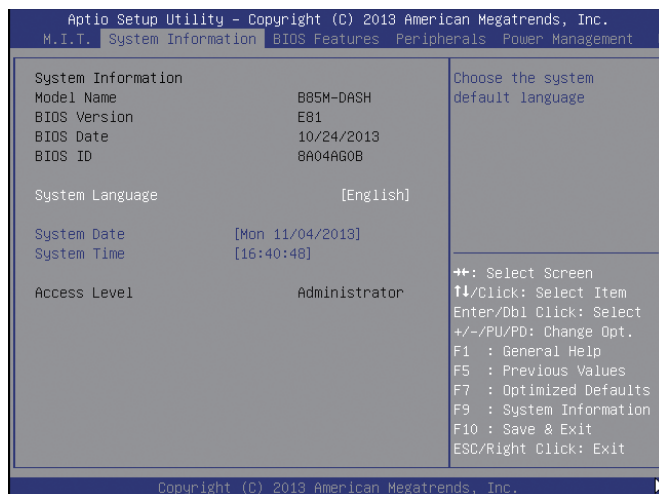 Aptio Setup Utility – Copyright (C) 2013 American Megatrends, Inc.
M.I.T. System Information BIOS Features Peripherals Power Management
System Information
Model Name B85M-DASH
BIOS Version E81
BIOS Date 10/24/2013
BIOS ID 8A04AG0B
System Language [English]
System Date [Mon 11/04/2013]
System Time [16:40:48]
Access Level Administrator
Choose the system
default language
→←: Select Screen
↑↓/Click: Select Item
Enter/Dbl Click: Select
+/-/PU/PD: Change Opt.
F1 : General Help
F5 : Previous Values
F7 : Optimized Defaults
F9 : System Information
F10 : Save & Exit
ESC/Right Click: Exit
Copyright (C) 2013 American Megatrends, Inc.